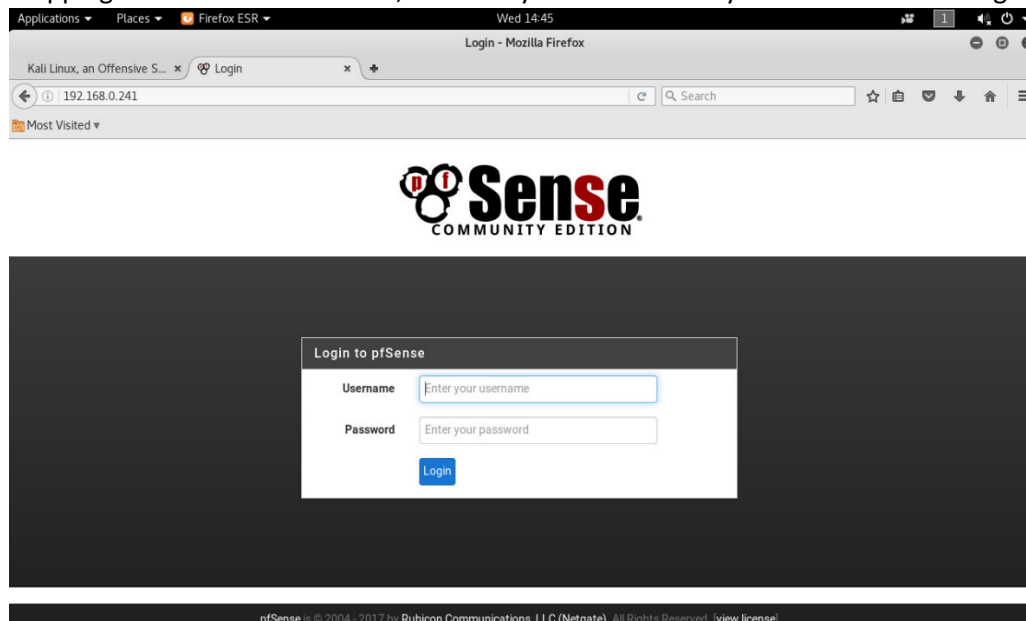 Applications Places Firefox ESR Wed 14:45 1
Login - Mozilla Firefox
Kali Linux, an Offensive S... × Login ×
192.168.0.241 Search
Most Visited
pf Sense
COMMUNITY EDITION
Login to pfSense
Username Enter your username
Password Enter your password
Login
pfSense is © 2004 - 2017 by Rubicon Communications, LLC (Netgate). All Rights Reserved. [view license]